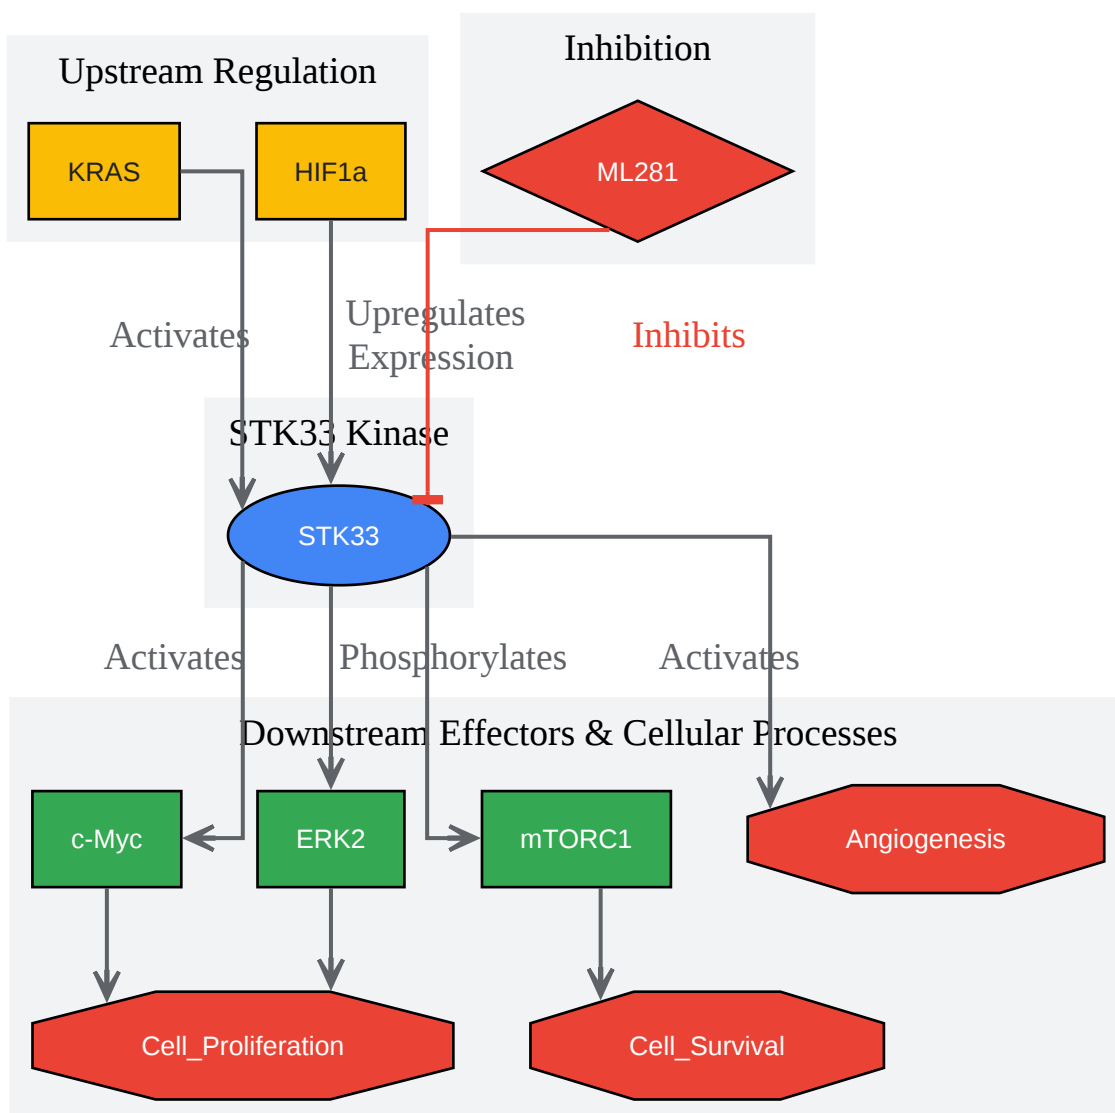 Upstream Regulation
Inhibition
KRAS
HIF1a
ML281
Activates
Upregulates
Expression
Inhibits
STK33 Kinase
STK33
Activates
Phosphorylates
Activates
Downstream Effectors & Cellular Processes
c-Myc
ERK2
mTORC1
Angiogenesis
Cell_Proliferation
Cell_Survival